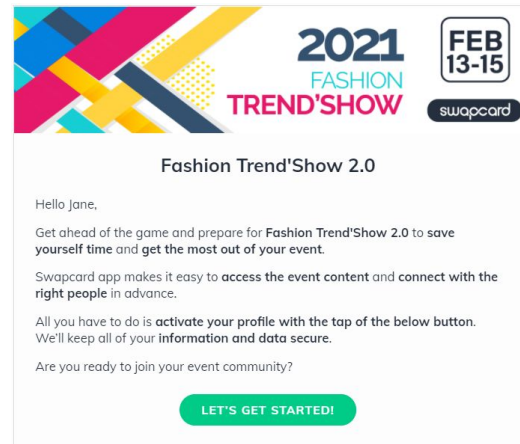 2021
FASHION
TREND'SHOW
FEB
13-15
swapcard
Fashion Trend'Show 2.0
Hello Jane,
Get ahead of the game and prepare for Fashion Trend'Show 2.0 to save
yourself time and get the most out of your event.
Swapcard app makes it easy to access the event content and connect with the
right people in advance.
All you have to do is activate your profile with the tap of the below button.
We'll keep all of your information and data secure.
Are you ready to join your event community?
LET'S GET STARTED!